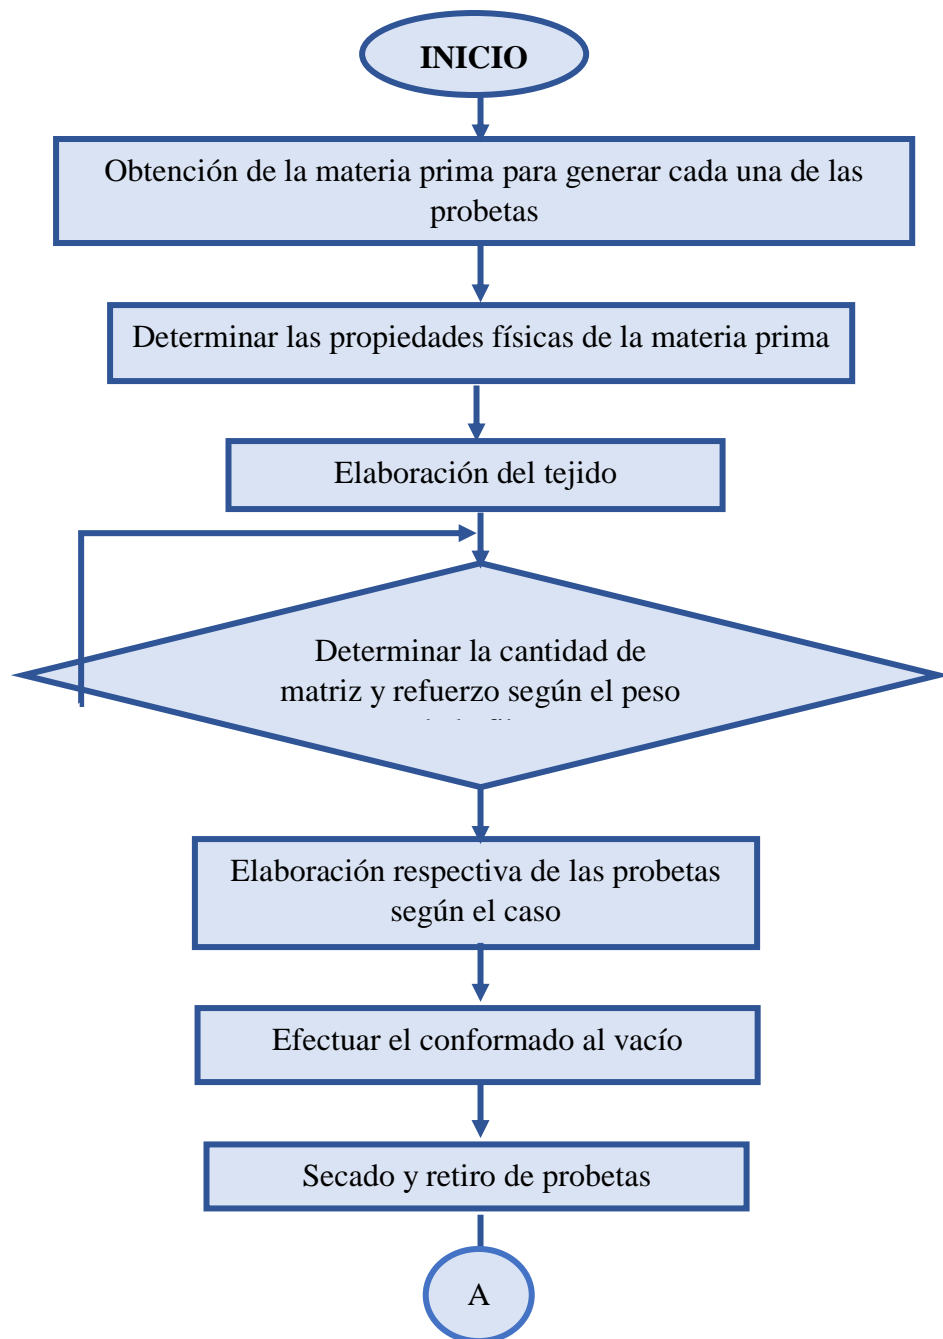 INICIO
Obtención de la materia prima para generar cada una de las
probetas
Determinar las propiedades físicas de la materia prima
Elaboración del tejido
Determinar la cantidad de
matriz y refuerzo según el peso
Elaboración respectiva de las probetas
según el caso
Efectuar el conformado al vacío
Secado y retiro de probetas
A